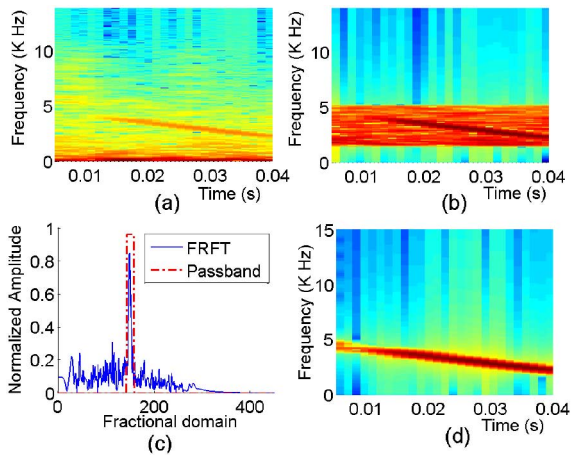 Frequency (K Hz)
10
5
0
0.01 0.02 0.03 0.04
Time (s)
(a)
Frequency (K Hz)
10
5
0
0.01 0.02 0.03 0.04
Time (s)
(b)
Normalized Amplitude
1
0.8
0.6
0.4
0.2
0
0 200 400
FRFT
Passband
Fractional domain
(c)
Frequency (K Hz)
15
10
5
0
0.01 0.02 0.03 0.04
Time (s)
(d)